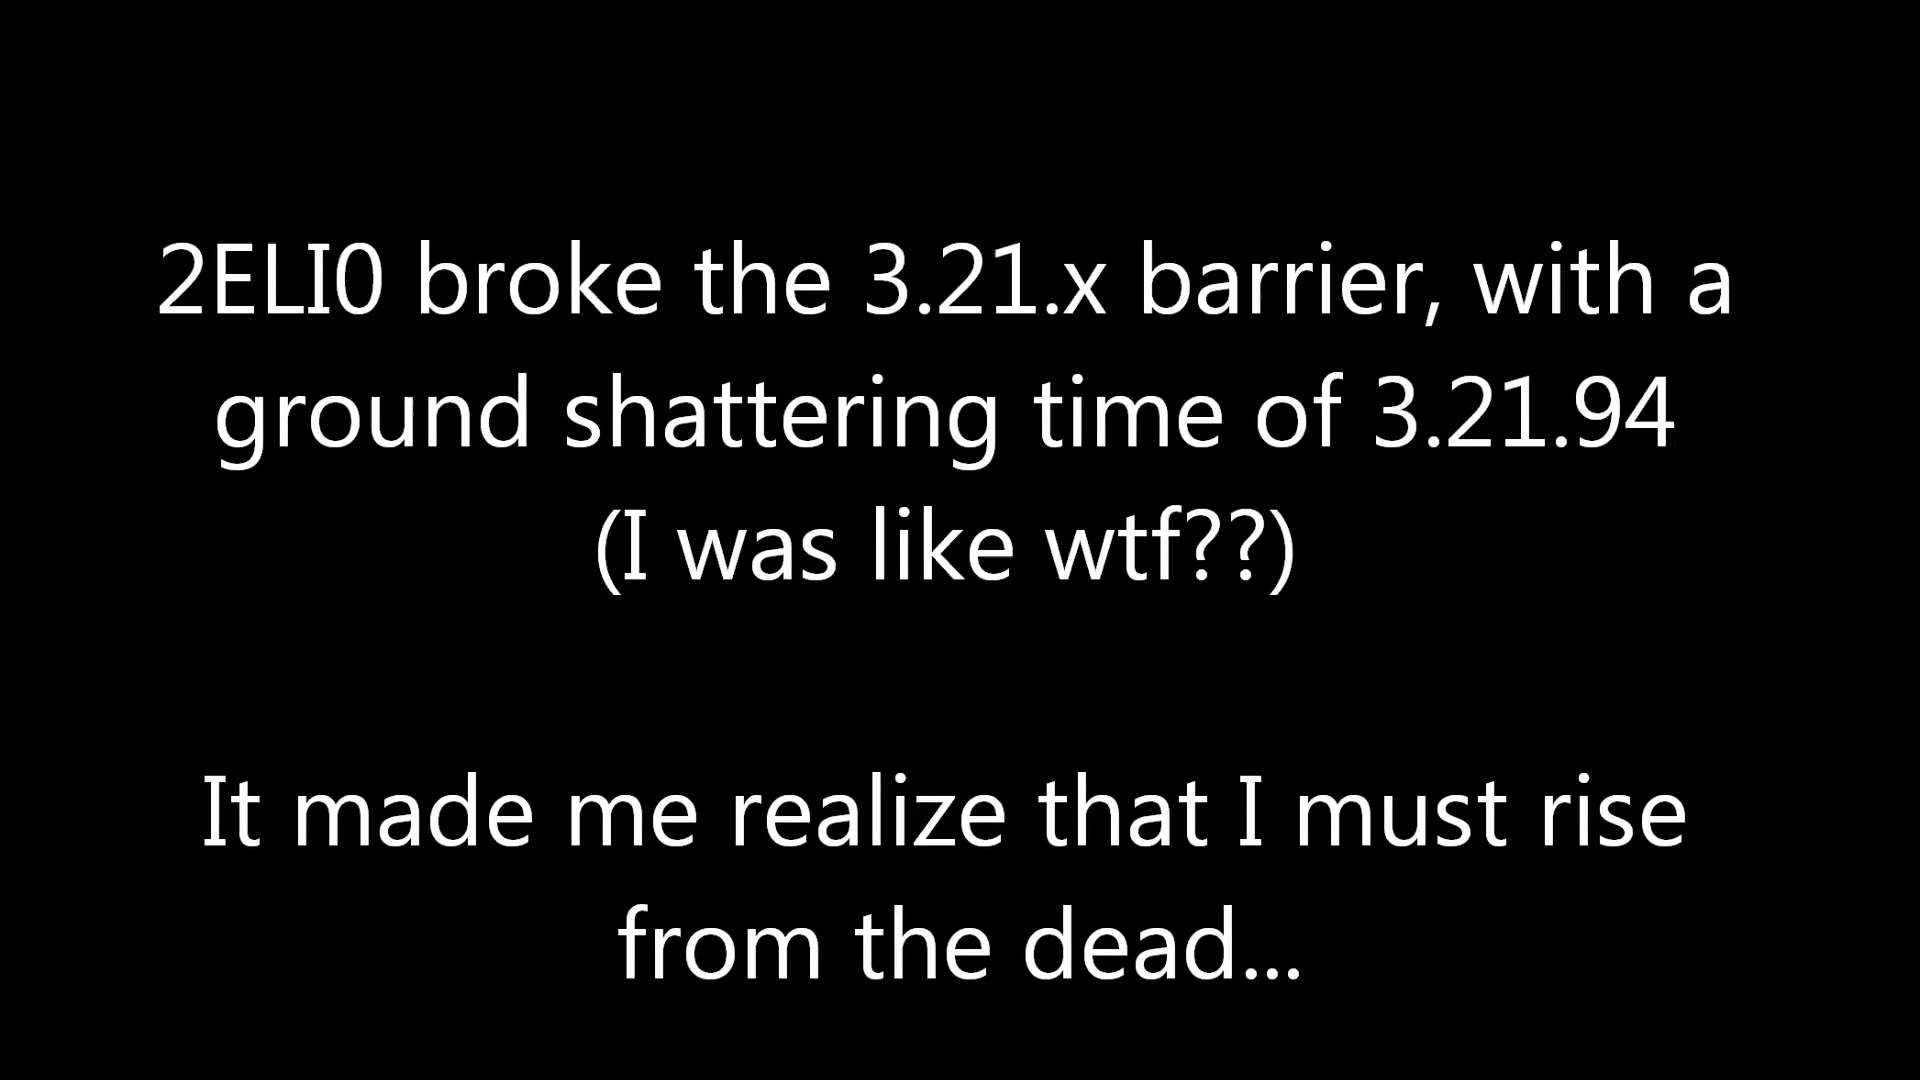 2ELI0 broke the 3.21.x barrier, with a
ground shattering time of 3.21.94
(I was like wtf??)
It made me realize that I must rise
from the dead...